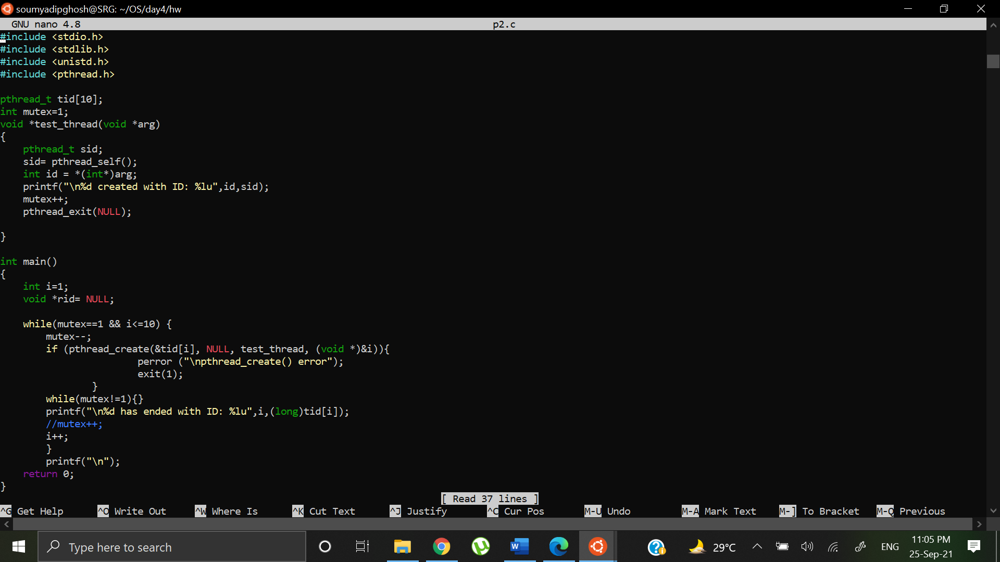 soumyadipghosh@SRG: ~/OS/day4/hw
GNU nano 4.8 p2.c
#include <stdio.h>
#include <stdlib.h>
#include <unistd.h>
#include <pthread.h>

pthread_t tid[10];
int mutex=1;
void *test_thread(void *arg)
{
    pthread_t sid;
    sid= pthread_self();
    int id = *(int*)arg;
    printf("\n%d created with ID: %lu",id,sid);
    mutex++;
    pthread_exit(NULL);

}

int main()
{
    int i=1;
    void *rid= NULL;

    while(mutex==1 && i<=10) {
        mutex--;
        if (pthread_create(&tid[i], NULL, test_thread, (void *)&i)){
                        perror ("\npthread_create() error");
                        exit(1);
                }
        while(mutex!=1){}
        printf("\n%d has ended with ID: %lu",i,(long)tid[i]);
        //mutex++;
        i++;
        }
        printf("\n");
    return 0;
}
[ Read 37 lines ]
^G Get Help ^O Write Out ^W Where Is ^K Cut Text ^J Justify ^C Cur Pos M-U Undo M-A Mark Text M-] To Bracket M-Q Previous
Type here to search 29°C ENG 11:05 PM
25-Sep-21